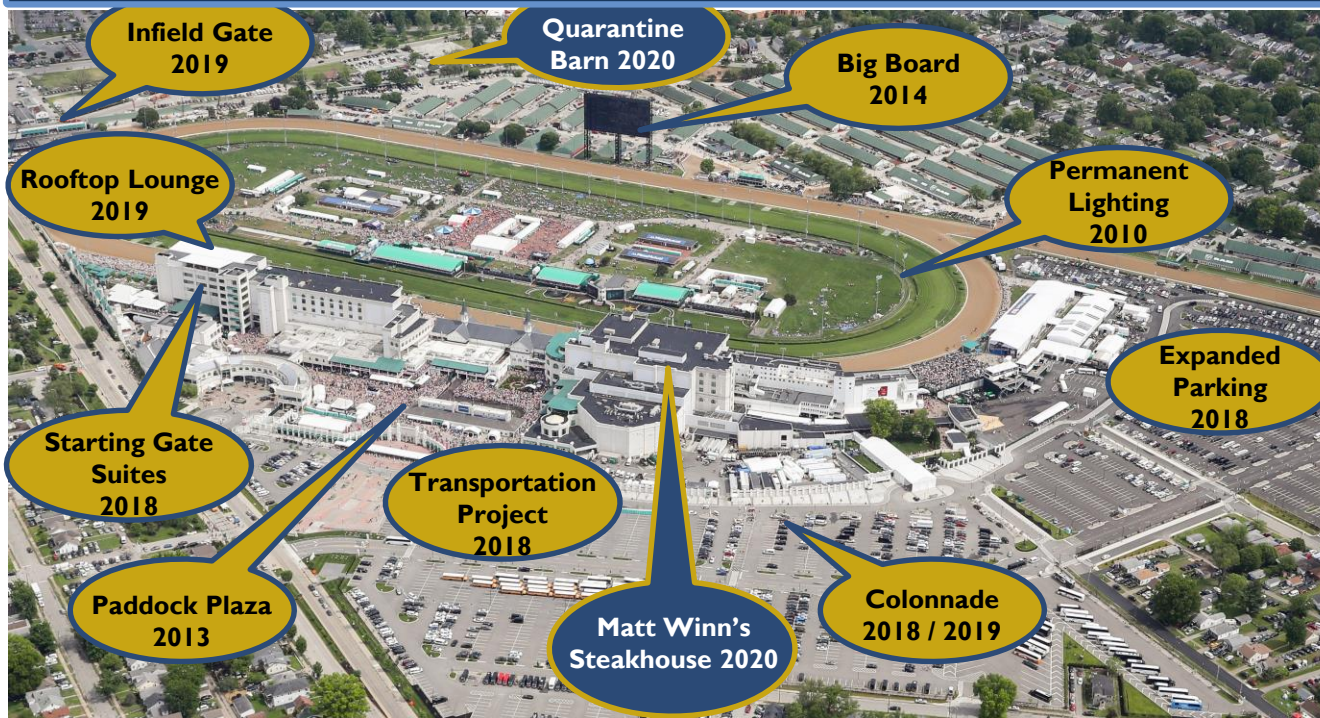 Infield Gate
2019
Quarantine
Barn 2020
Big Board
2014
Rooftop Lounge
2019
Permanent
Lighting
2010
Expanded
Parking
2018
Starting Gate
Suites
2018
Transportation
Project
2018
Paddock Plaza
2013
Matt Winn's
Steakhouse 2020
Colonnade
2018 / 2019